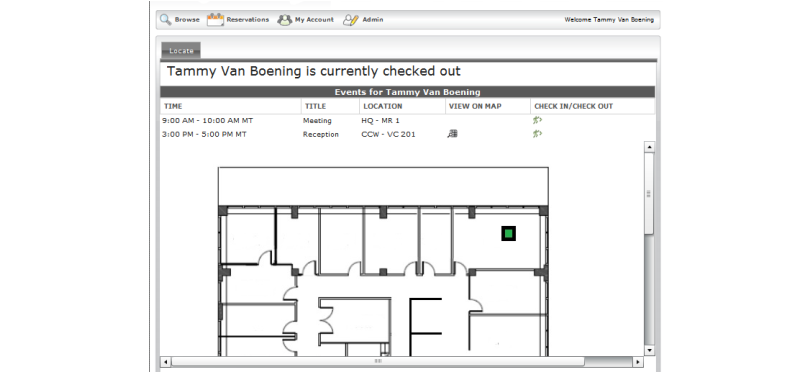 Browse Reservations My Account Admin Welcome Tammy Van Boening
Locate
Tammy Van Boening is currently checked out
Events for Tammy Van Boening
TIME TITLE LOCATION VIEW ON MAP CHECK IN/CHECK OUT
9:00 AM - 10:00 AM MT Meeting HQ - MR 1
3:00 PM - 5:00 PM MT Reception CCW - VC 201